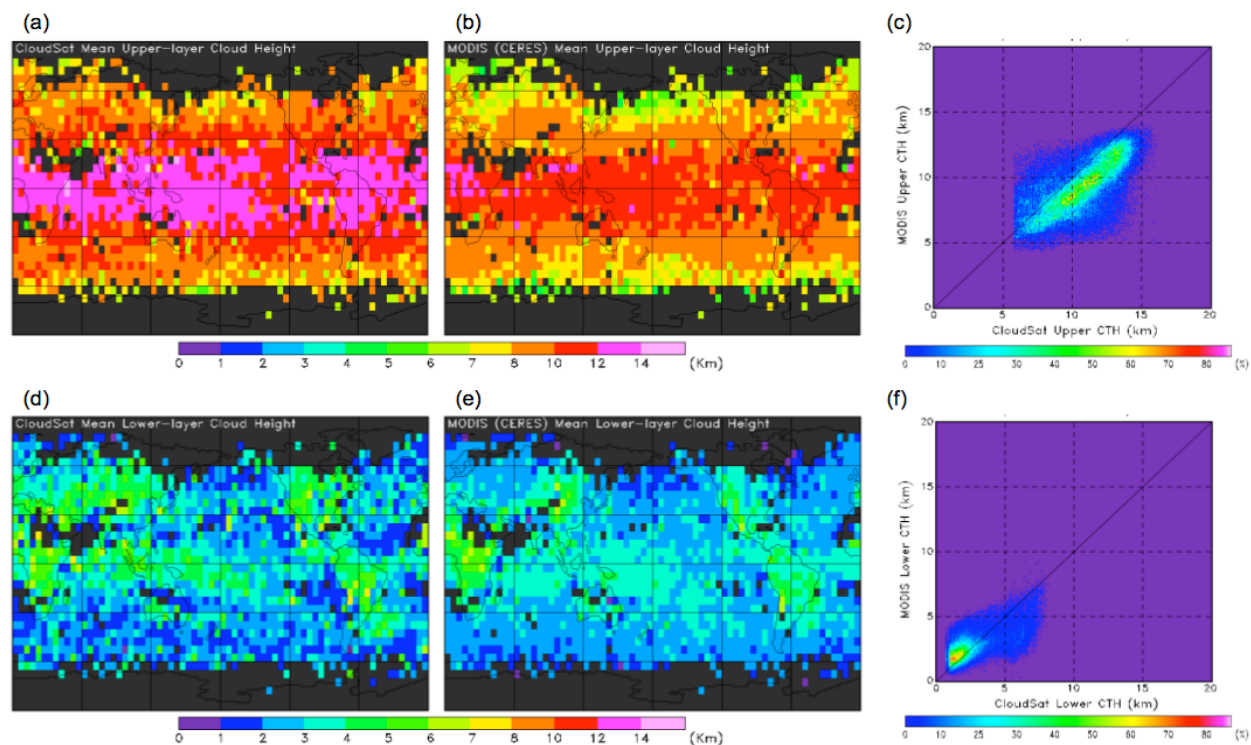 (a)
(b)
(c)
CloudSat Mean Upper-layer Cloud Height
MODIS (CERES) Mean Upper-layer Cloud Height
20
15
10
5
0
MODIS Upper CTH (km)
0 5 10 15 20
CloudSat Upper CTH (km)
0 1 2 3 4 5 6 7 8 10 12 14 (Km)
0 10 20 30 40 50 60 70 80 (%)
(d)
(e)
(f)
CloudSat Mean Lower-layer Cloud Height
MODIS (CERES) Mean Lower-layer Cloud Height
20
15
10
5
0
MODIS Lower CTH (km)
0 5 10 15 20
CloudSat Lower CTH (km)
0 1 2 3 4 5 6 7 8 10 12 14 (Km)
0 10 20 30 40 50 60 70 80 (%)